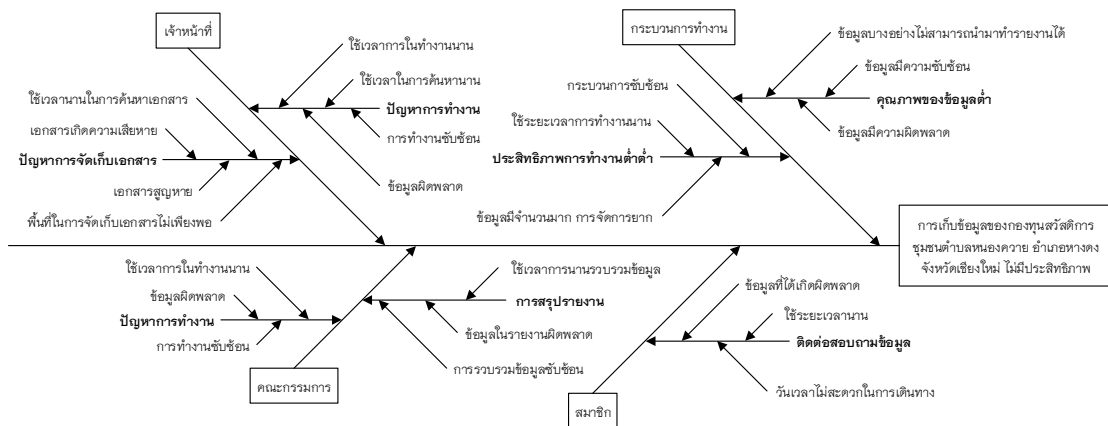 เจ้าหน้าที่
ใช้เวลาการในทำงานนาน
ใช้เวลาในการค้นหานาน
ปัญหาการทำงาน
การทำงานซับซ้อน
ข้อมูลผิดพลาด
ใช้เวลานานในการค้นหาเอกสาร
เอกสารเกิดความเสียหาย
ปัญหาการจัดเก็บเอกสาร
เอกสารสูญหาย
พื้นที่ในการจัดเก็บเอกสารไม่เพียงพอ
กระบวนการทำงาน
ข้อมูลบางอย่างไม่สามารถนำมาทำรายงานได้
ข้อมูลมีความซับซ้อน
คุณภาพของข้อมูลต่ำ
ข้อมูลมีความผิดพลาด
กระบวนการซับซ้อน
ใช้ระยะเวลาการทำงานนาน
ประสิทธิภาพการทำงานต่ำต่ำ
ข้อมูลมีจำนวนมาก การจัดการยาก
การเก็บข้อมูลของกองทุนสวัสดิการ
ชุมชนตำบลหนองควาย อำเภอหางดง
จังหวัดเชียงใหม่ ไม่มีประสิทธิภาพ
ใช้เวลาการในทำงานนาน
ข้อมูลผิดพลาด
ปัญหาการทำงาน
การทำงานซับซ้อน
ใช้เวลาการนานรวบรวมข้อมูล
การสรุปรายงาน
ข้อมูลในรายงานผิดพลาด
การรวบรวมข้อมูลซับซ้อน
คณะกรรมการ
ข้อมูลที่ได้เกิดผิดพลาด
ใช้ระยะเวลานาน
ติดต่อสอบถามข้อมูล
วันเวลาไม่สะดวกในการเดินทาง
สมาชิก